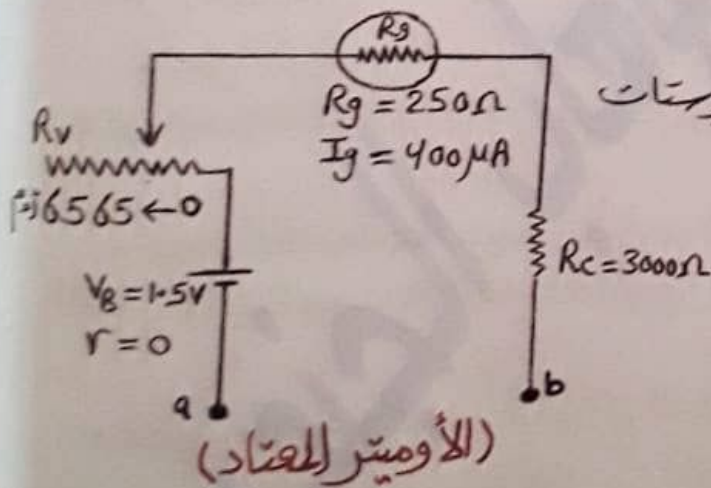 Rg
Rg = 250Ω
Ig = 400μA
Rv
6565 ← 0
VB = 1.5V
r = 0
Rc = 3000Ω
a
b
(الأوميتر المعتاد)